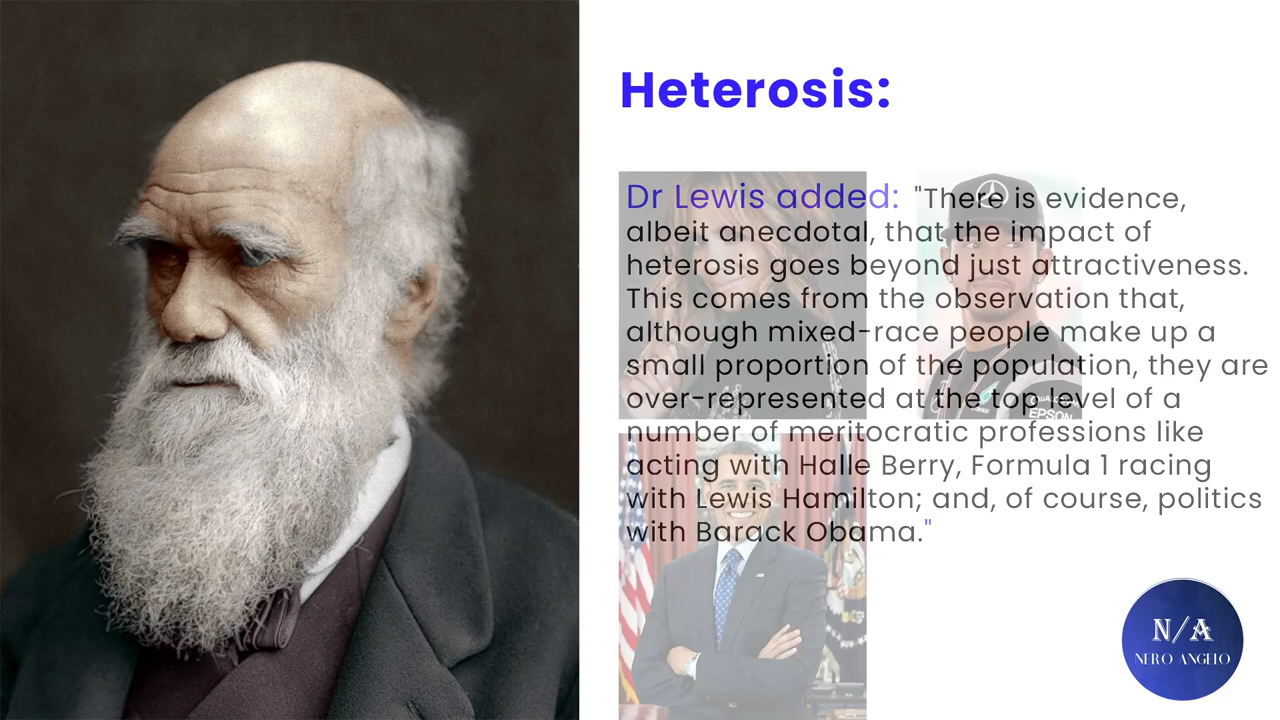 Heterosis:
Dr Lewis added: "There is evidence,
albeit anecdotal, that the impact of
heterosis goes beyond just attractiveness.
This comes from the observation that,
although mixed-race people make up a
small proportion of the population, they are
over-represented at the top level of a
number of meritocratic professions like
acting with Halle Berry, Formula 1 racing
with Lewis Hamilton; and, of course, politics
with Barack Obama."
EPSON
N/A
NERO ANGELO